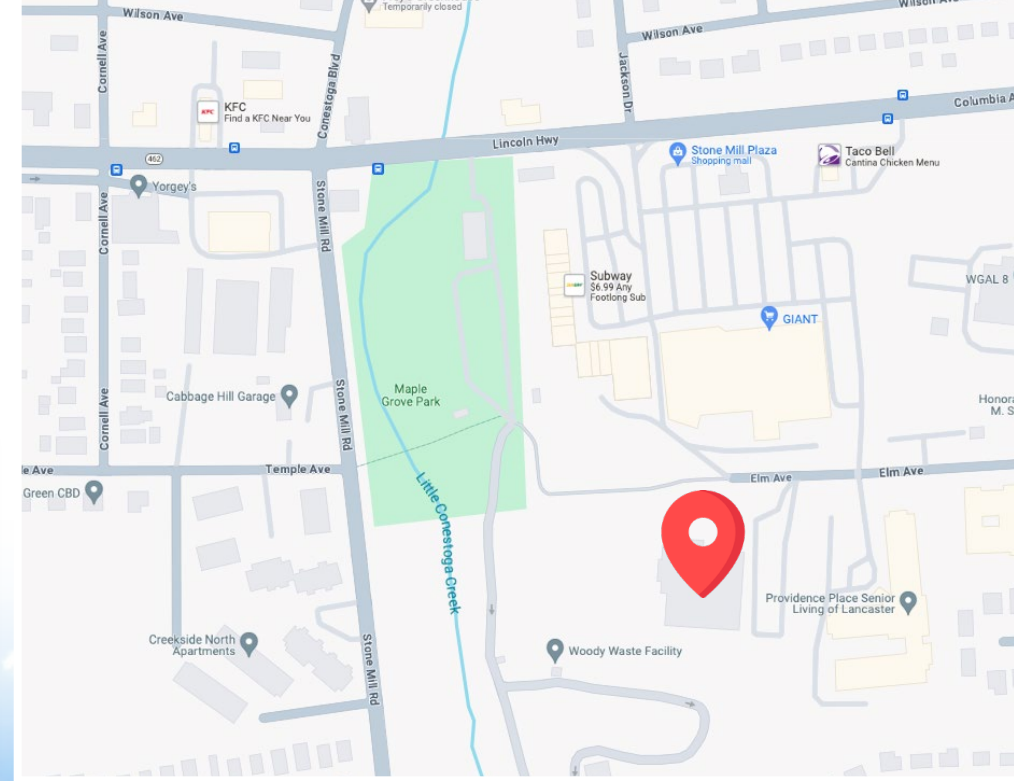 Wilson Ave
Temporarily closed
Wilson Ave
Wilson Ave
Cornell Ave
Conestoga Blvd
Jackson Dr
KFC
KFC
Find a KFC Near You
Columbia A
Lincoln Hwy
462
Stone Mill Plaza
Shopping mall
Taco Bell
Cantina Chicken Menu
Yorgey's
Cornell Ave
Stone Mill Rd
Subway
$6.99 Any
Footlong Sub
WGAL 8
GIANT
Cabbage Hill Garage
Maple
Grove Park
Stone Mill Rd
Cornell Ave
Honora
M. S
le Ave
Temple Ave
Elm Ave
Elm Ave
Green CBD
Little Conestoga Creek
Providence Place Senior
Living of Lancaster
Creekside North
Apartments
Woody Waste Facility
Stone Mill Rd